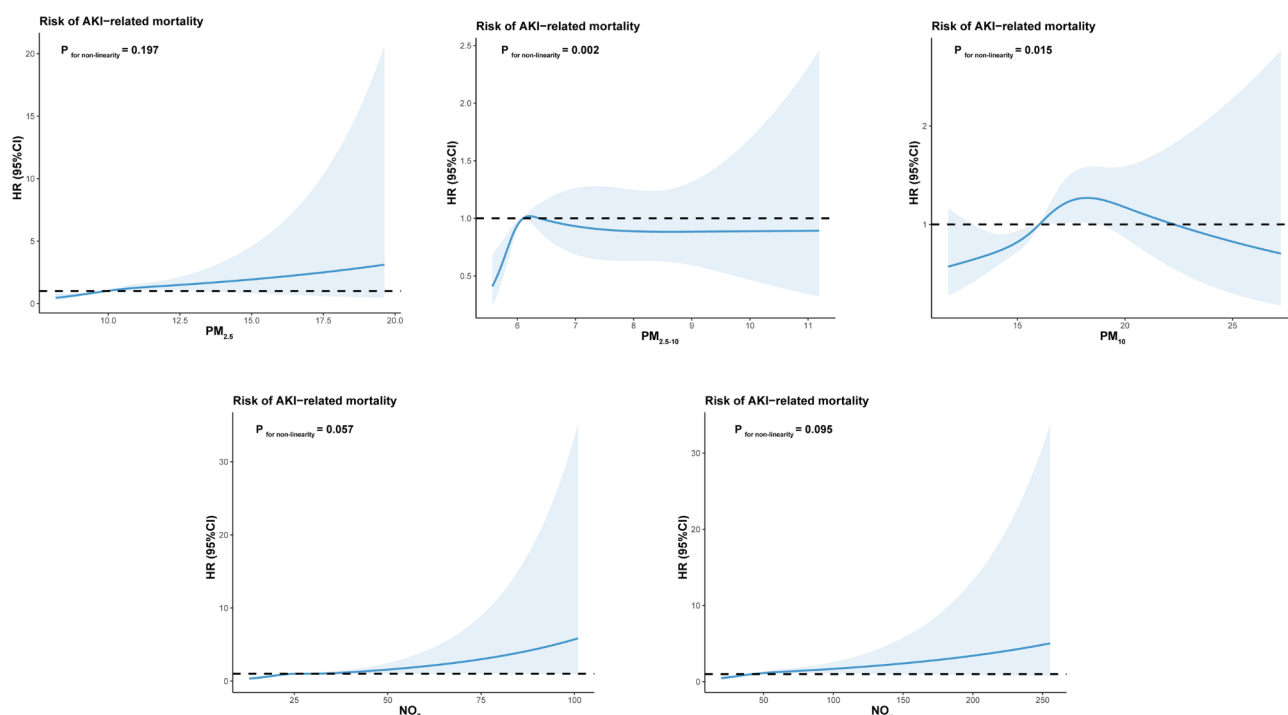 Risk of AKI−related mortality
P for non−linearity = 0.197
HR (95%CI)
20
15
10
5
0
10.0 12.5 15.0 17.5 20.0
PM2.5
Risk of AKI−related mortality
P for non−linearity = 0.002
HR (95%CI)
2.5
2.0
1.5
1.0
0.5
6 7 8 9 10 11
PM2.5-10
Risk of AKI−related mortality
P for non−linearity = 0.015
HR (95%CI)
2
1
15 20 25
PM10
Risk of AKI−related mortality
P for non−linearity = 0.057
HR (95%CI)
30
20
10
0
25 50 75 100
NO
Risk of AKI−related mortality
P for non−linearity = 0.095
HR (95%CI)
30
20
10
0
50 100 150 200 250
NO